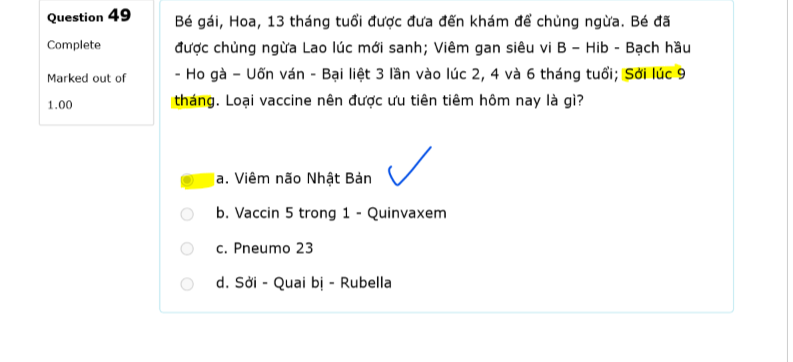 Question 49
Complete
Marked out of
1.00
Bé gái, Hoa, 13 tháng tuổi được đưa đến khám để chủng ngừa. Bé đã
được chủng ngừa Lao lúc mới sanh; Viêm gan siêu vi B – Hib - Bạch hầu
- Ho gà – Uốn ván - Bại liệt 3 lần vào lúc 2, 4 và 6 tháng tuổi; Sởi lúc 9
tháng. Loại vaccine nên được ưu tiên tiêm hôm nay là gì?
a. Viêm não Nhật Bản
b. Vaccin 5 trong 1 - Quinvaxem
c. Pneumo 23
d. Sởi - Quai bị - Rubella